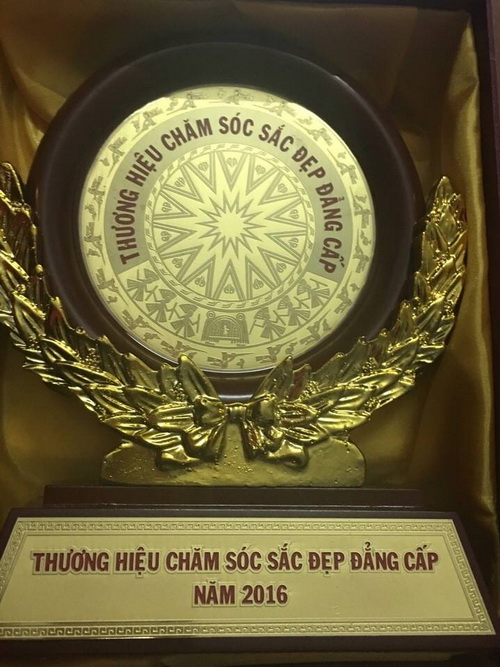 THƯƠNG HIỆU CHĂM SÓC SẮC ĐẸP ĐẲNG CẤP
THƯƠNG HIỆU CHĂM SÓC SẮC ĐẸP ĐẲNG CẤP
NĂM 2016